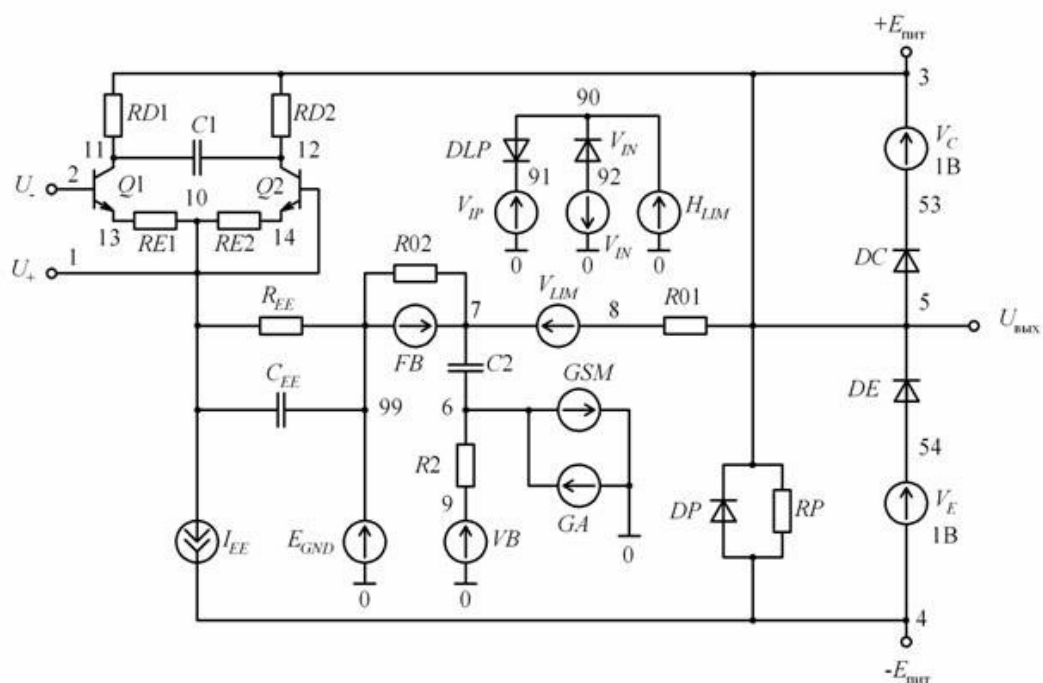 +Eпит
3
RD1
RD2
C1
11
12
2
U-
Q1
10
Q2
13
RE1
RE2
14
1
U+
90
DLP
VIN
91
92
VIP
VIN
HLIM
0
0
0
VC
1В
53
DC
5
Uвых
R02
REE
7
VLIM
8
R01
FB
C2
CEE
99
6
GSM
DE
54
R2
9
GA
DP
RP
VE
1В
IEE
EGND
VB
0
0
0
4
-Eпит